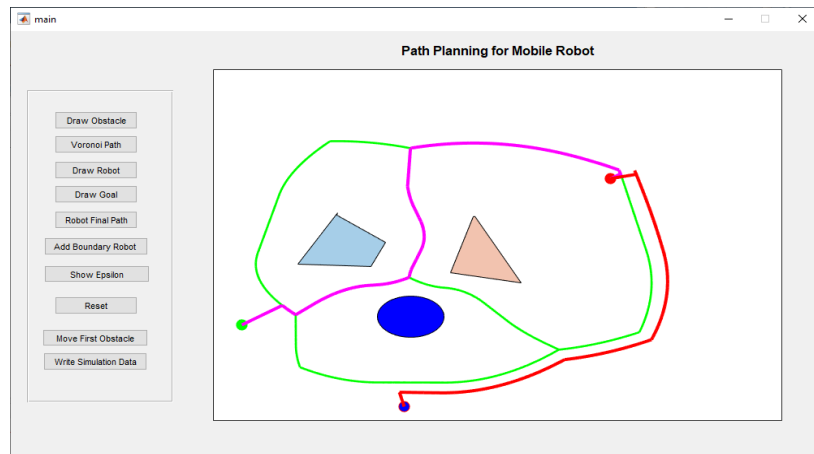 main
Path Planning for Mobile Robot
Draw Obstacle
Voronoi Path
Draw Robot
Draw Goal
Robot Final Path
Add Boundary Robot
Show Epsilon
Reset
Move First Obstacle
Write Simulation Data